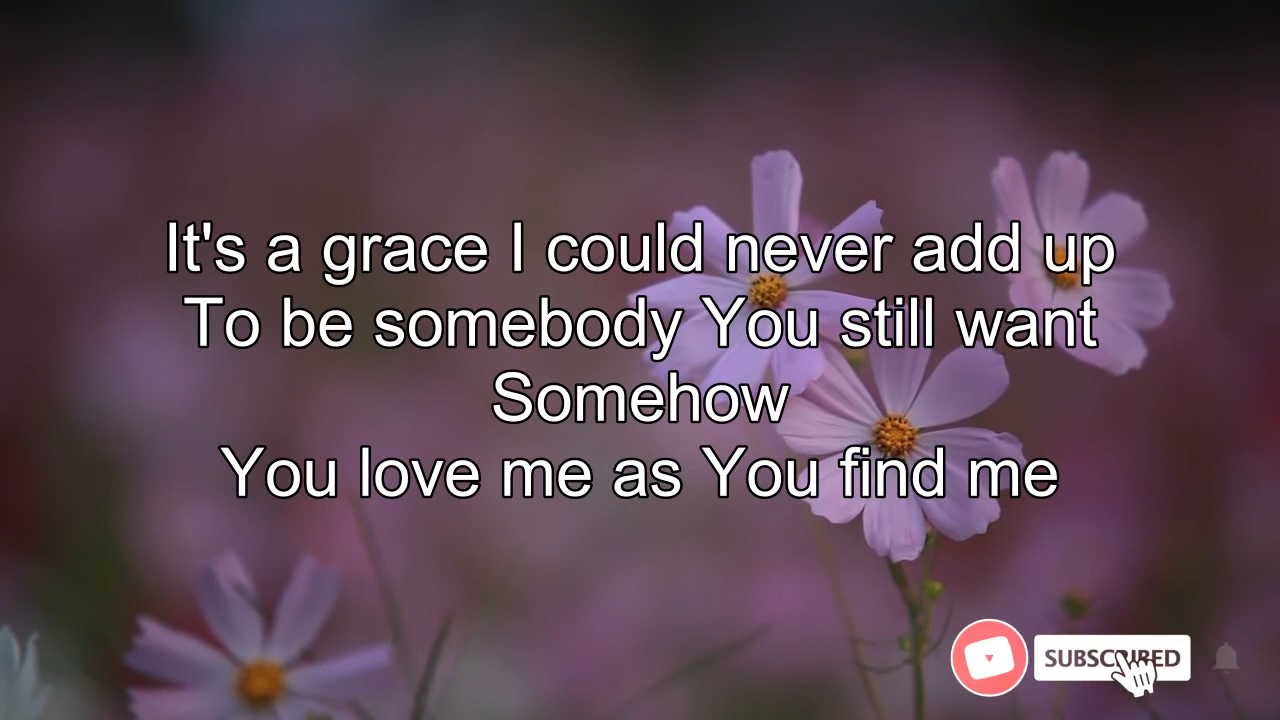 It's a grace I could never add up
To be somebody You still want
Somehow
You love me as You find me
SUBSCRIBED